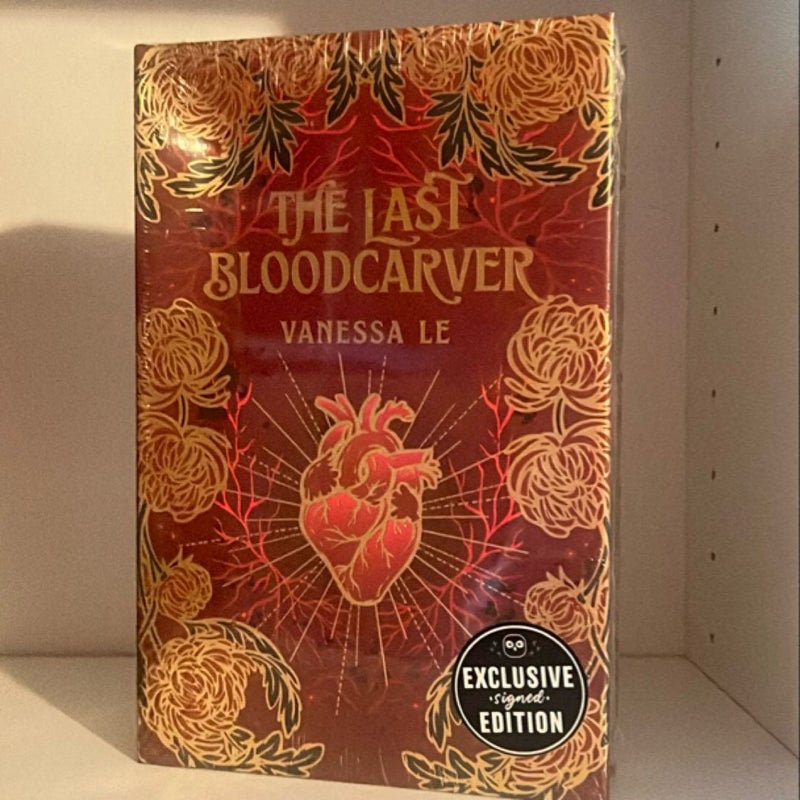 THE LAST
BLOODCARVER
VANESSA LE
EXCLUSIVE
signed
EDITION